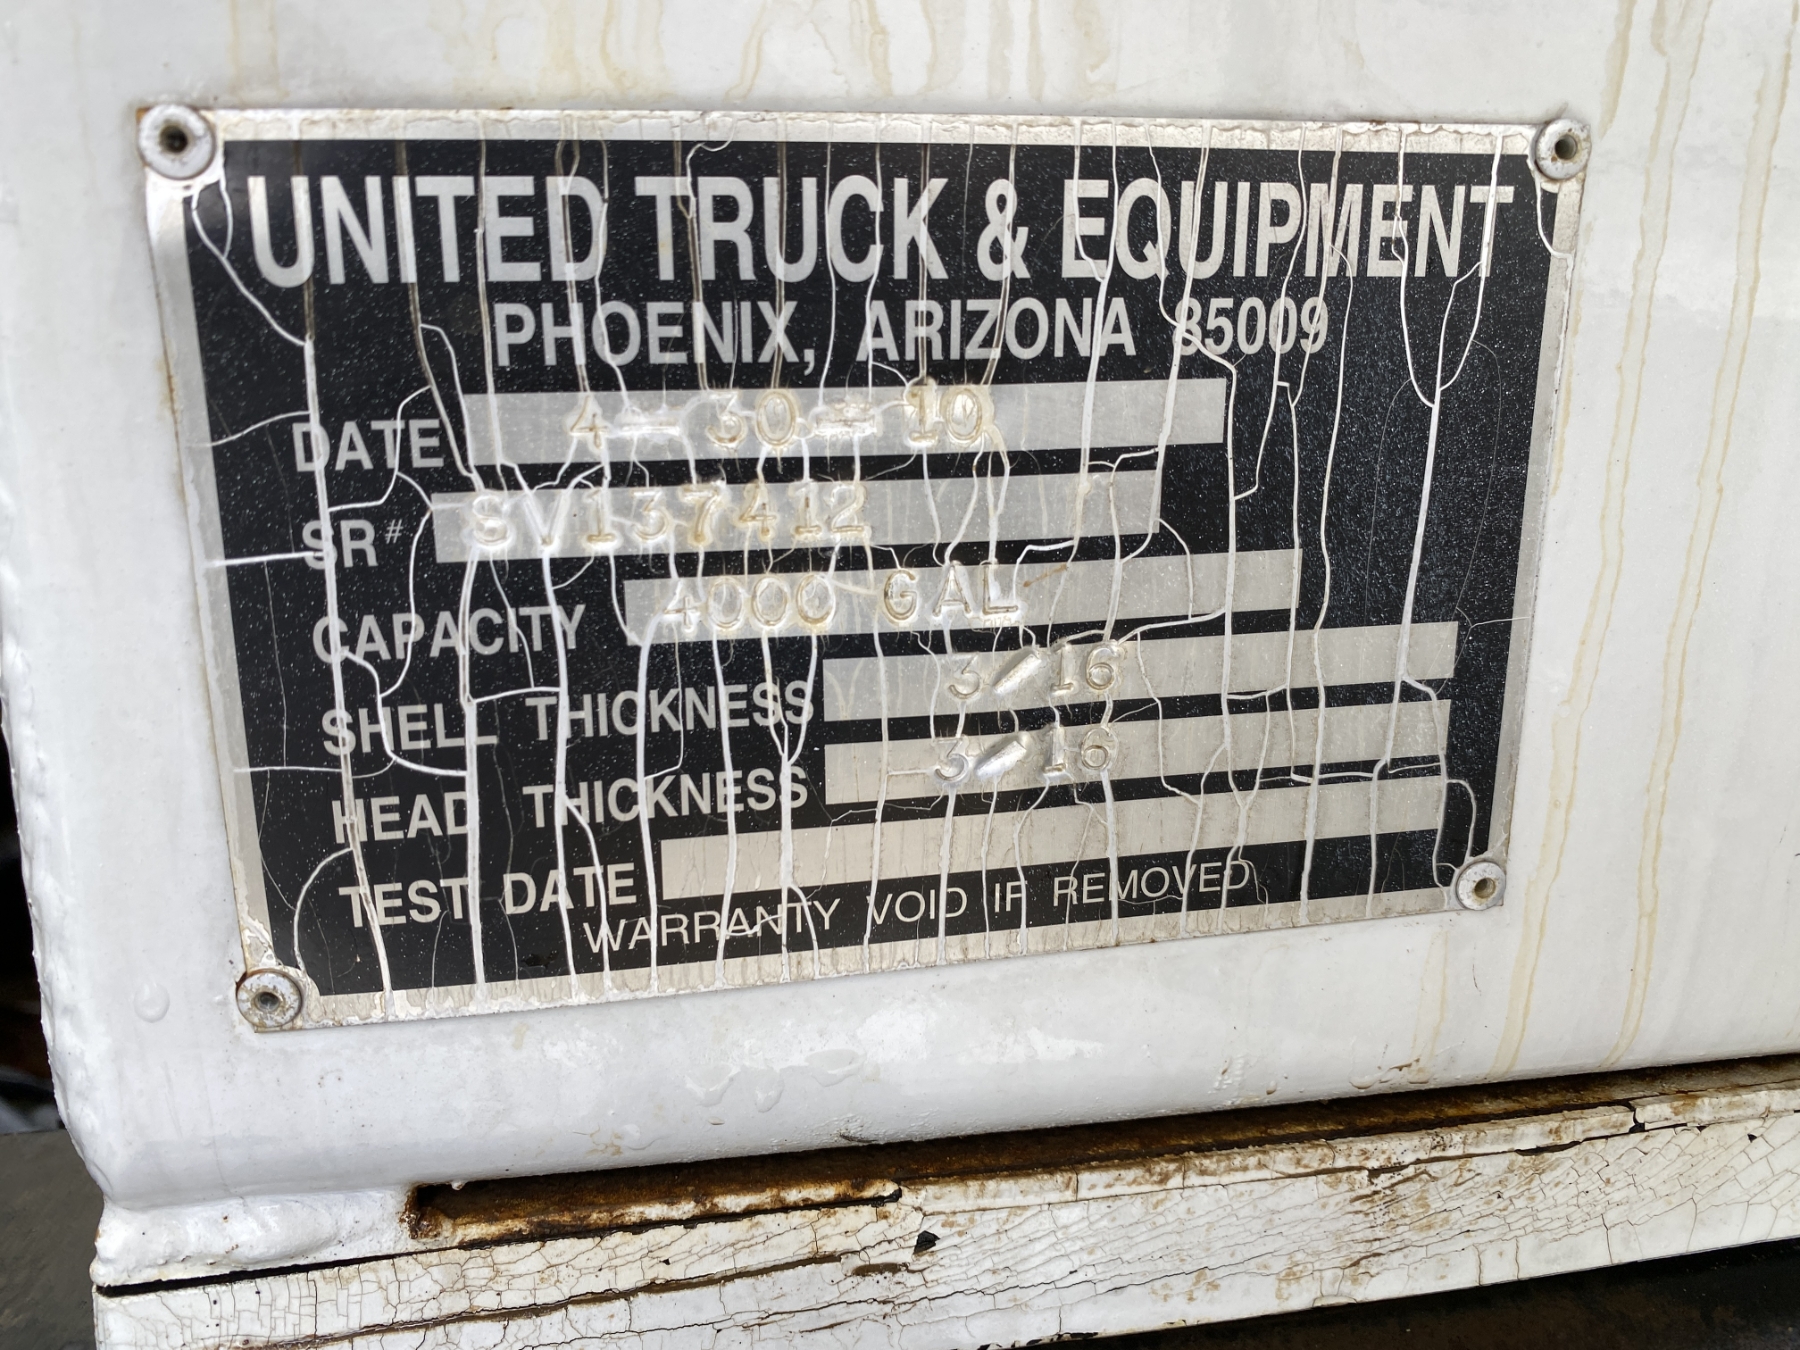 UNITED TRUCK & EQUIPMENT
PHOENIX, ARIZONA 85009
DATE 4-30-10
SR# SV137412
CAPACITY 4000 GAL
SHELL THICKNESS 3/16
HEAD THICKNESS 3/16
TEST DATE
WARRANTY VOID IF REMOVED